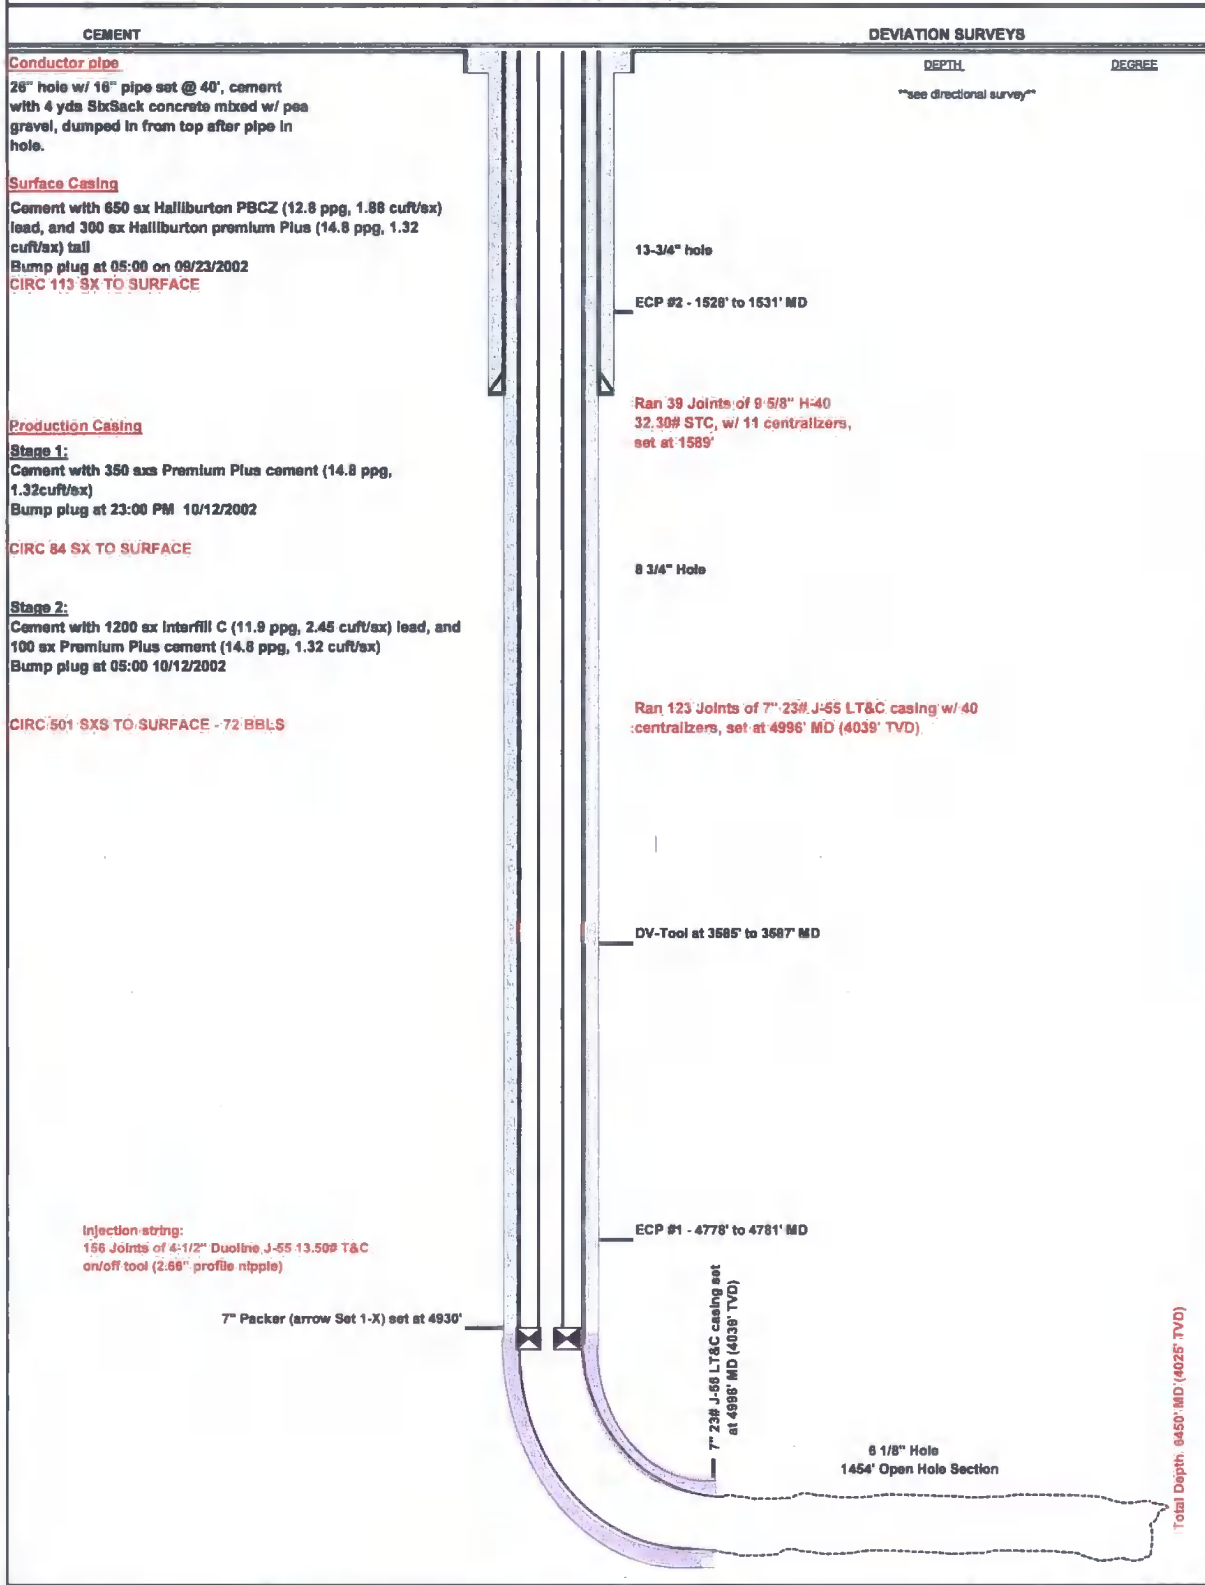 CEMENT
DEVIATION SURVEYS
DEPTH
DEGREE
**see directional survey**
Conductor pipe
26" hole w/ 16" pipe set @ 40', cement
with 4 yds SixSack concrete mixed w/ pea
gravel, dumped in from top after pipe in
hole.
Surface Casing
Cement with 650 sx Halliburton PBCZ (12.8 ppg, 1.88 cuft/sx)
lead, and 300 sx Halliburton premium Plus (14.8 ppg, 1.32
cuft/sx) tail
Bump plug at 05:00 on 09/23/2002
CIRC 113 SX TO SURFACE
13-3/4" hole
ECP #2 - 1528' to 1531' MD
Ran 39 Joints of 9 5/8" H-40
32.30# STC, w/ 11 centralizers,
set at 1589'
Production Casing
Stage 1:
Cement with 350 sxs Premium Plus cement (14.8 ppg,
1.32cuft/sx)
Bump plug at 23:00 PM 10/12/2002
CIRC 84 SX TO SURFACE
8 3/4" Hole
Stage 2:
Cement with 1200 sx Interfill C (11.9 ppg, 2.45 cuft/sx) lead, and
100 sx Premium Plus cement (14.8 ppg, 1.32 cuft/sx)
Bump plug at 05:00 10/12/2002
CIRC 501 SXS TO SURFACE - 72 BBLS
Ran 123 Joints of 7" 23# J-55 LT&C casing w/ 40
centralizers, set at 4996' MD (4039' TVD)
DV-Tool at 3585' to 3587' MD
ECP #1 - 4778' to 4781' MD
Injection string:
156 Joints of 4-1/2" Duoline J-55 13.50# T&C
on/off tool (2.66" profile nipple)
7" Packer (arrow Set 1-X) set at 4930'
7" 23# J-55 LT&C casing set
at 4996' MD (4039' TVD)
6 1/8" Hole
1454' Open Hole Section
Total Depth 6450' MD (4025' TVD)